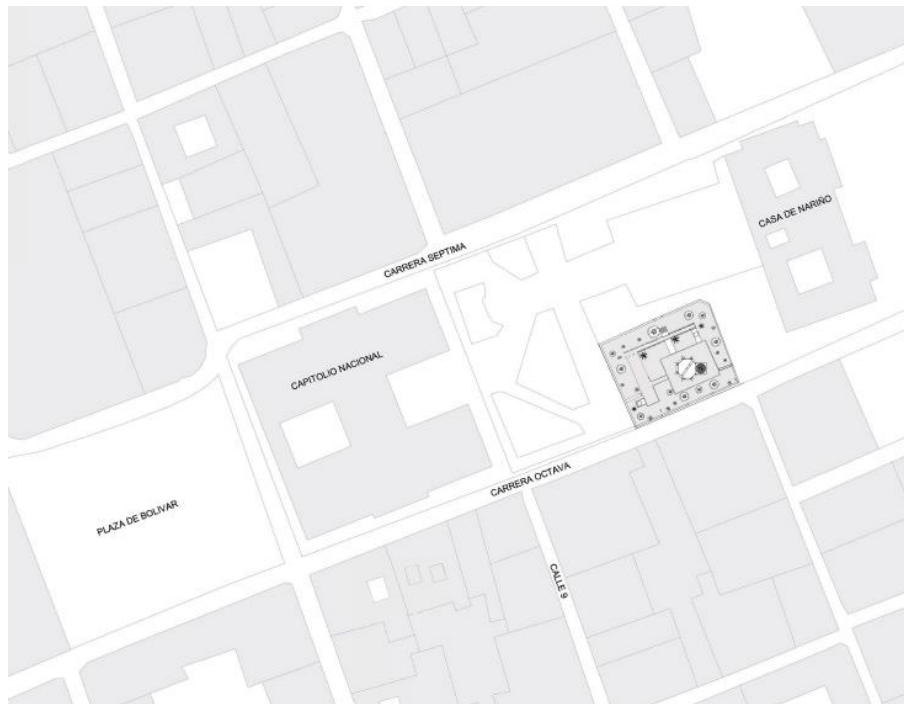 CASA DE NARIÑO
CARRERA SEPTIMA
CAPITOLIO NACIONAL
CARRERA OCTAVA
PLAZA DE BOLIVAR
CALLE 9